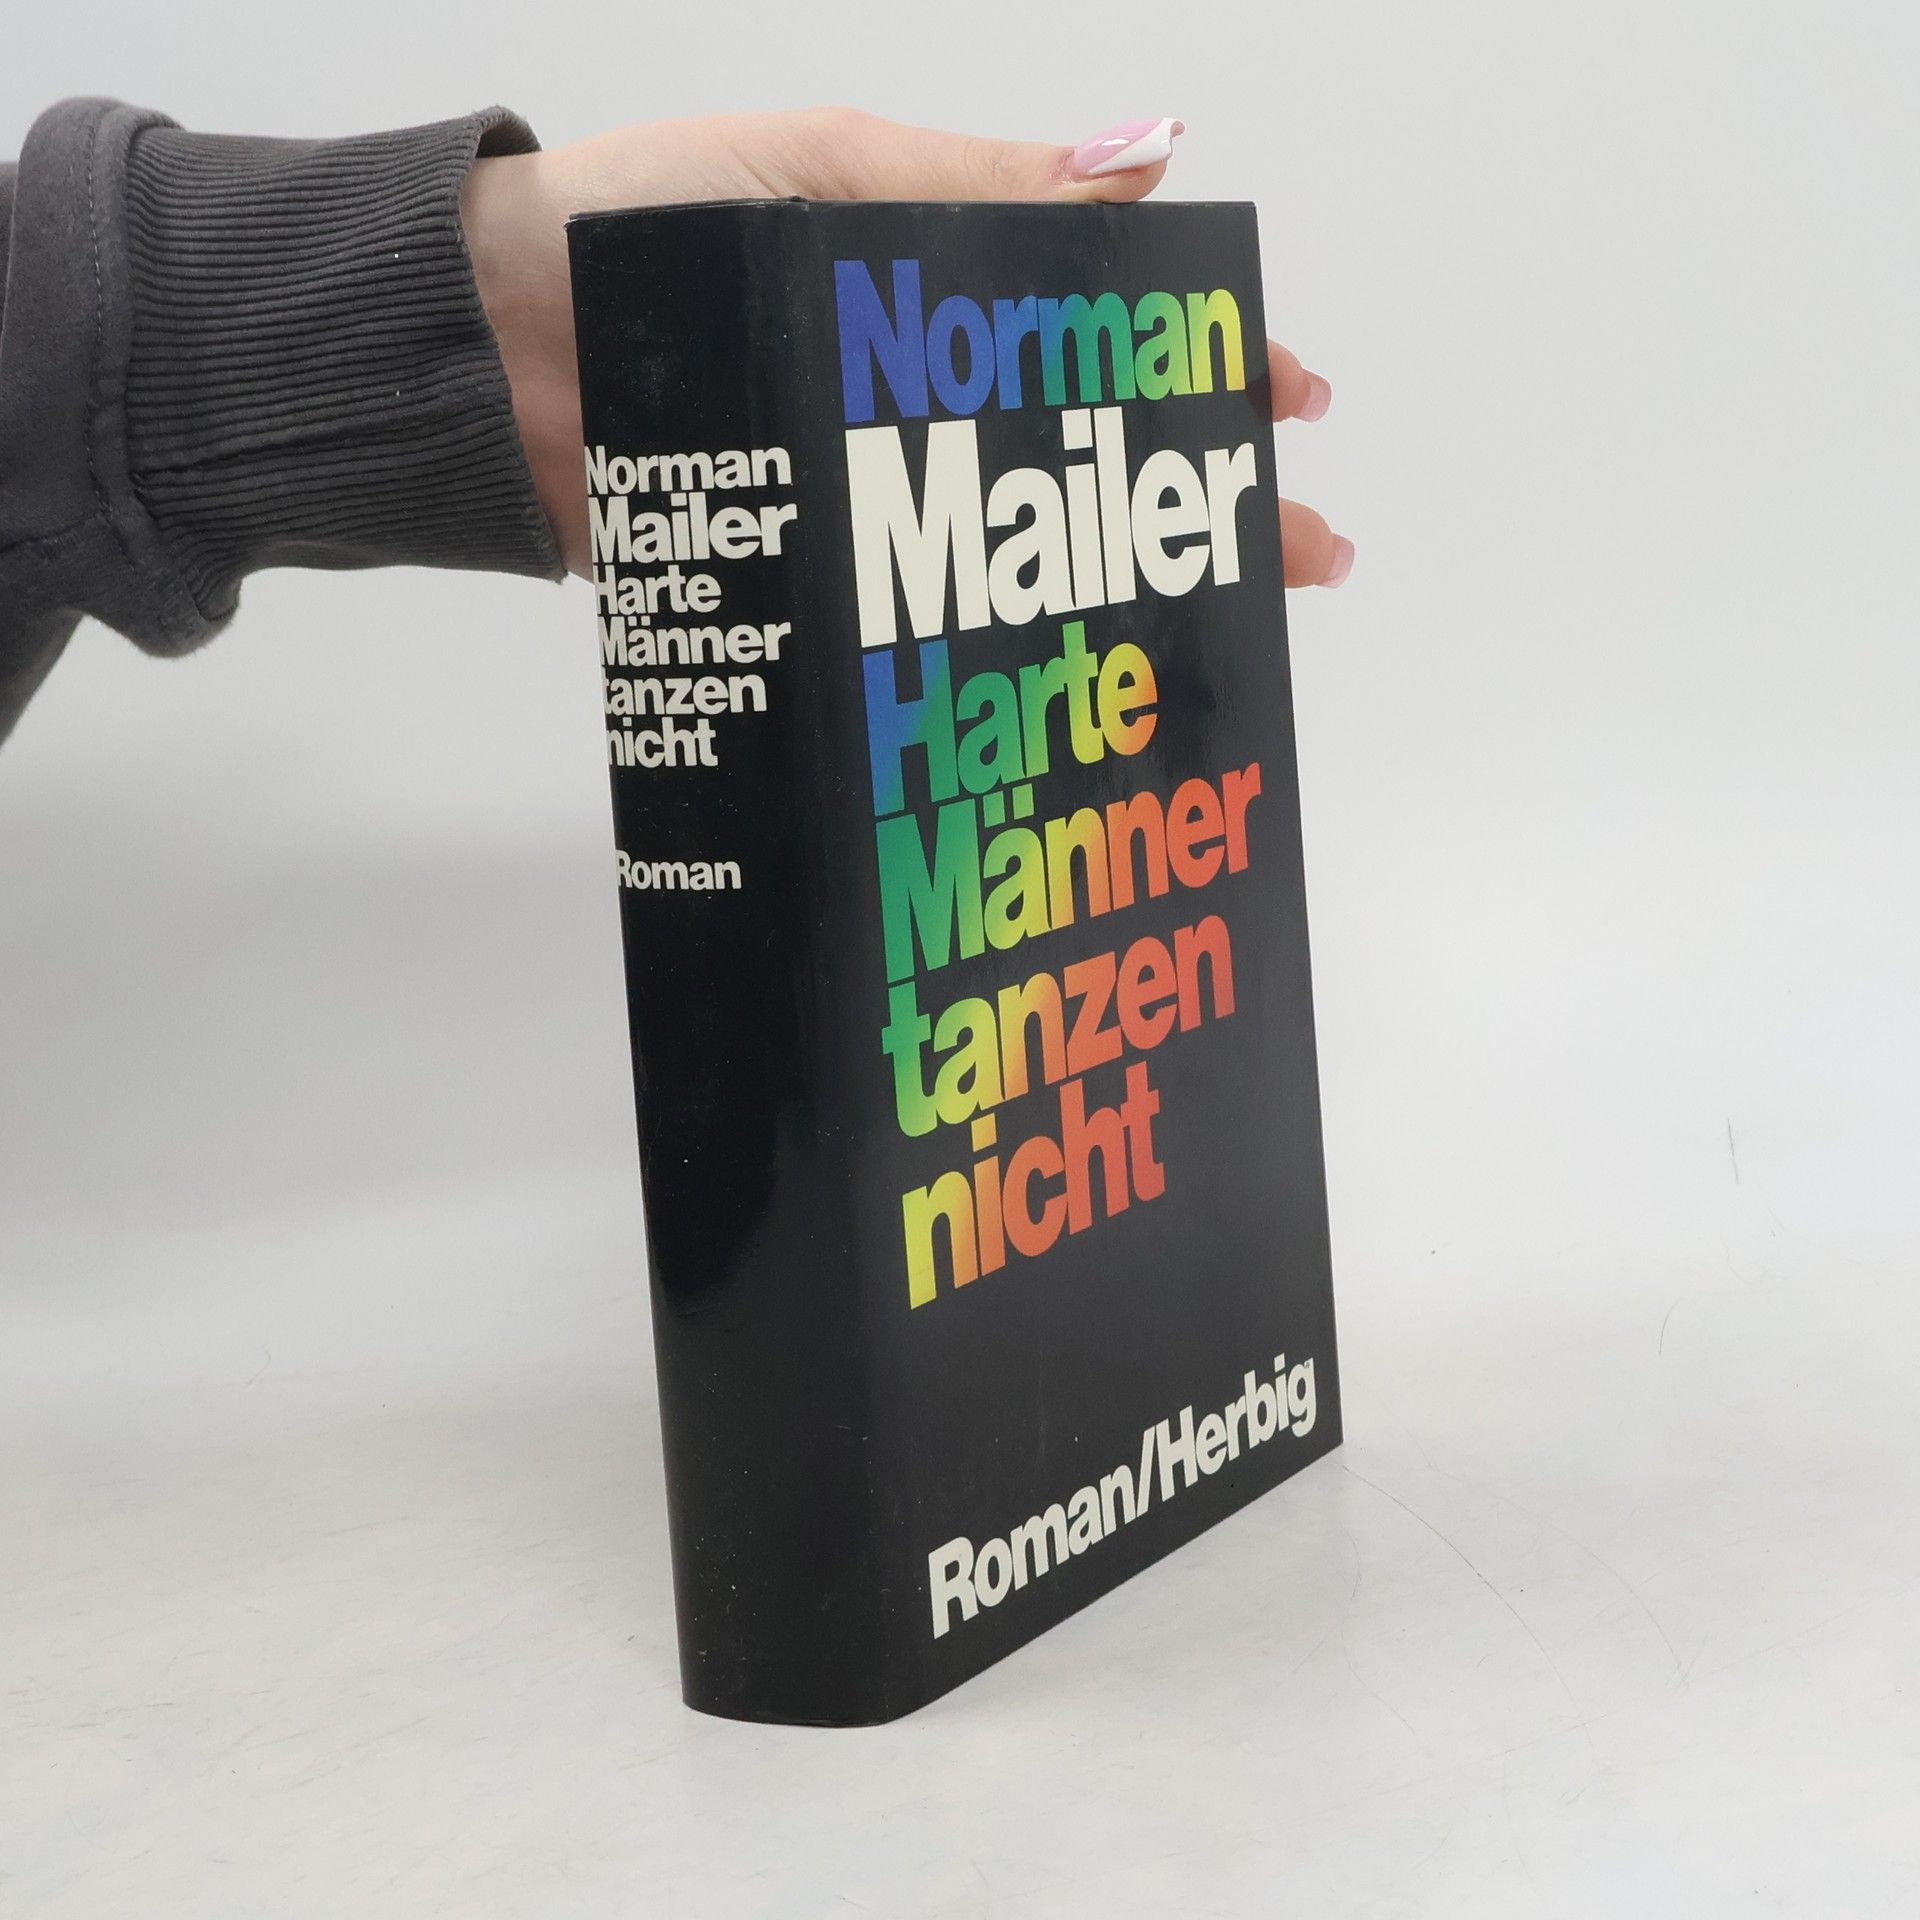 Norman
Mailer
Harte
Männer
tanzen
nicht
Roman
Norman
Mailer
Harte
Männer
tanzen
nicht
Roman/Herbig